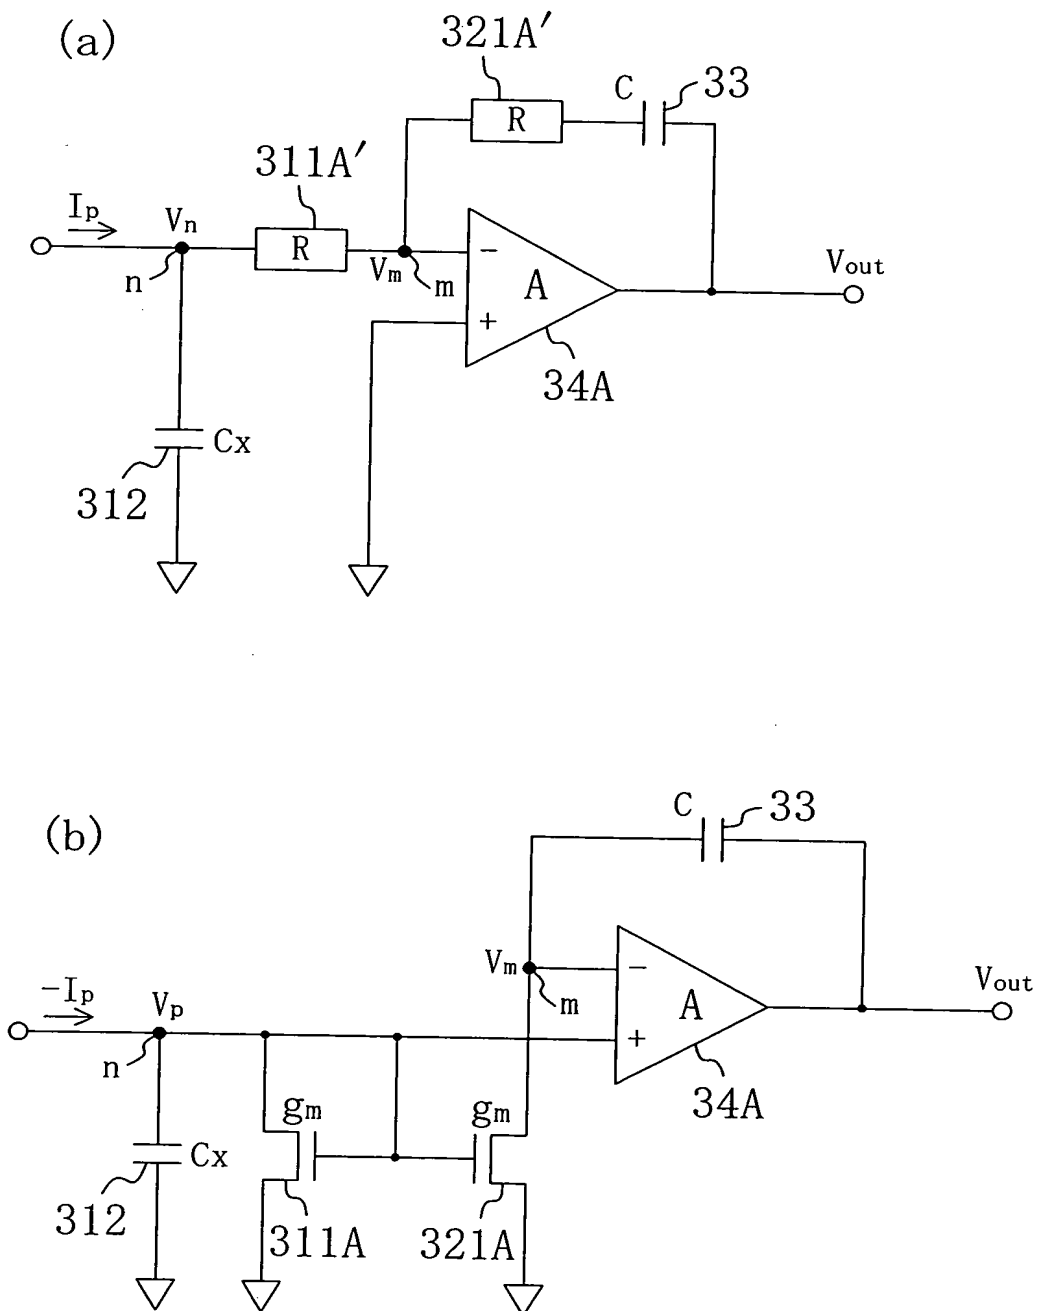 (a)
321A′
C
33
R
311A′
Ip
Vn
R
n
Vm
m
−
A
+
Vout
34A
Cx
312
(b)
C
33
Vm
−
m
A
Vout
−Ip
Vp
n
+
34A
gm
gm
Cx
312
311A
321A